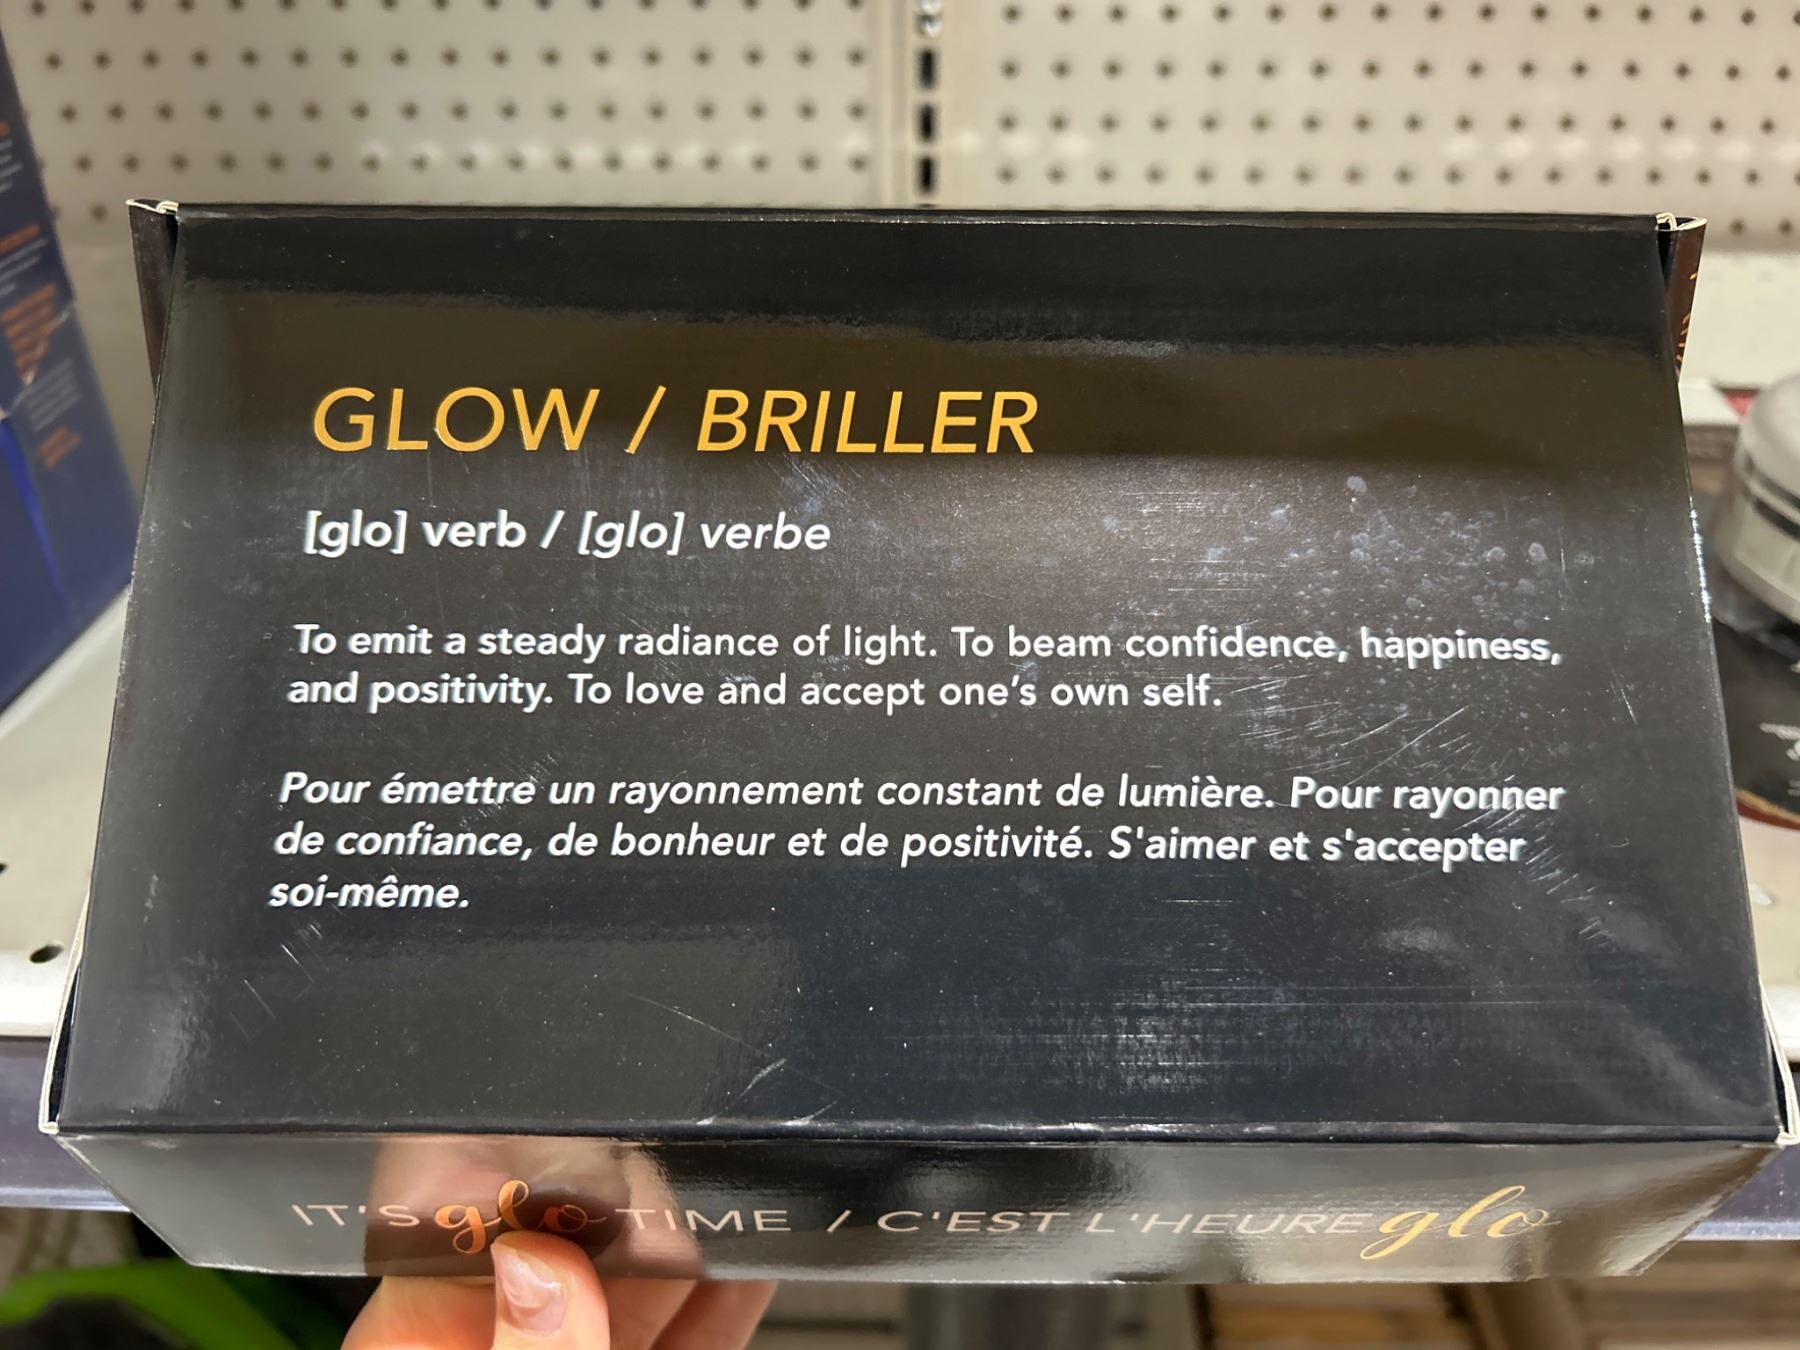 GLOW / BRILLER
[glo] verb / [glo] verbe
To emit a steady radiance of light. To beam confidence, happiness,
and positivity. To love and accept one's own self.
Pour émettre un rayonnement constant de lumière. Pour rayonner
de confiance, de bonheur et de positivité. S'aimer et s'accepter
soi-même.
IT'S glo TIME / C'EST L'HEURE glo